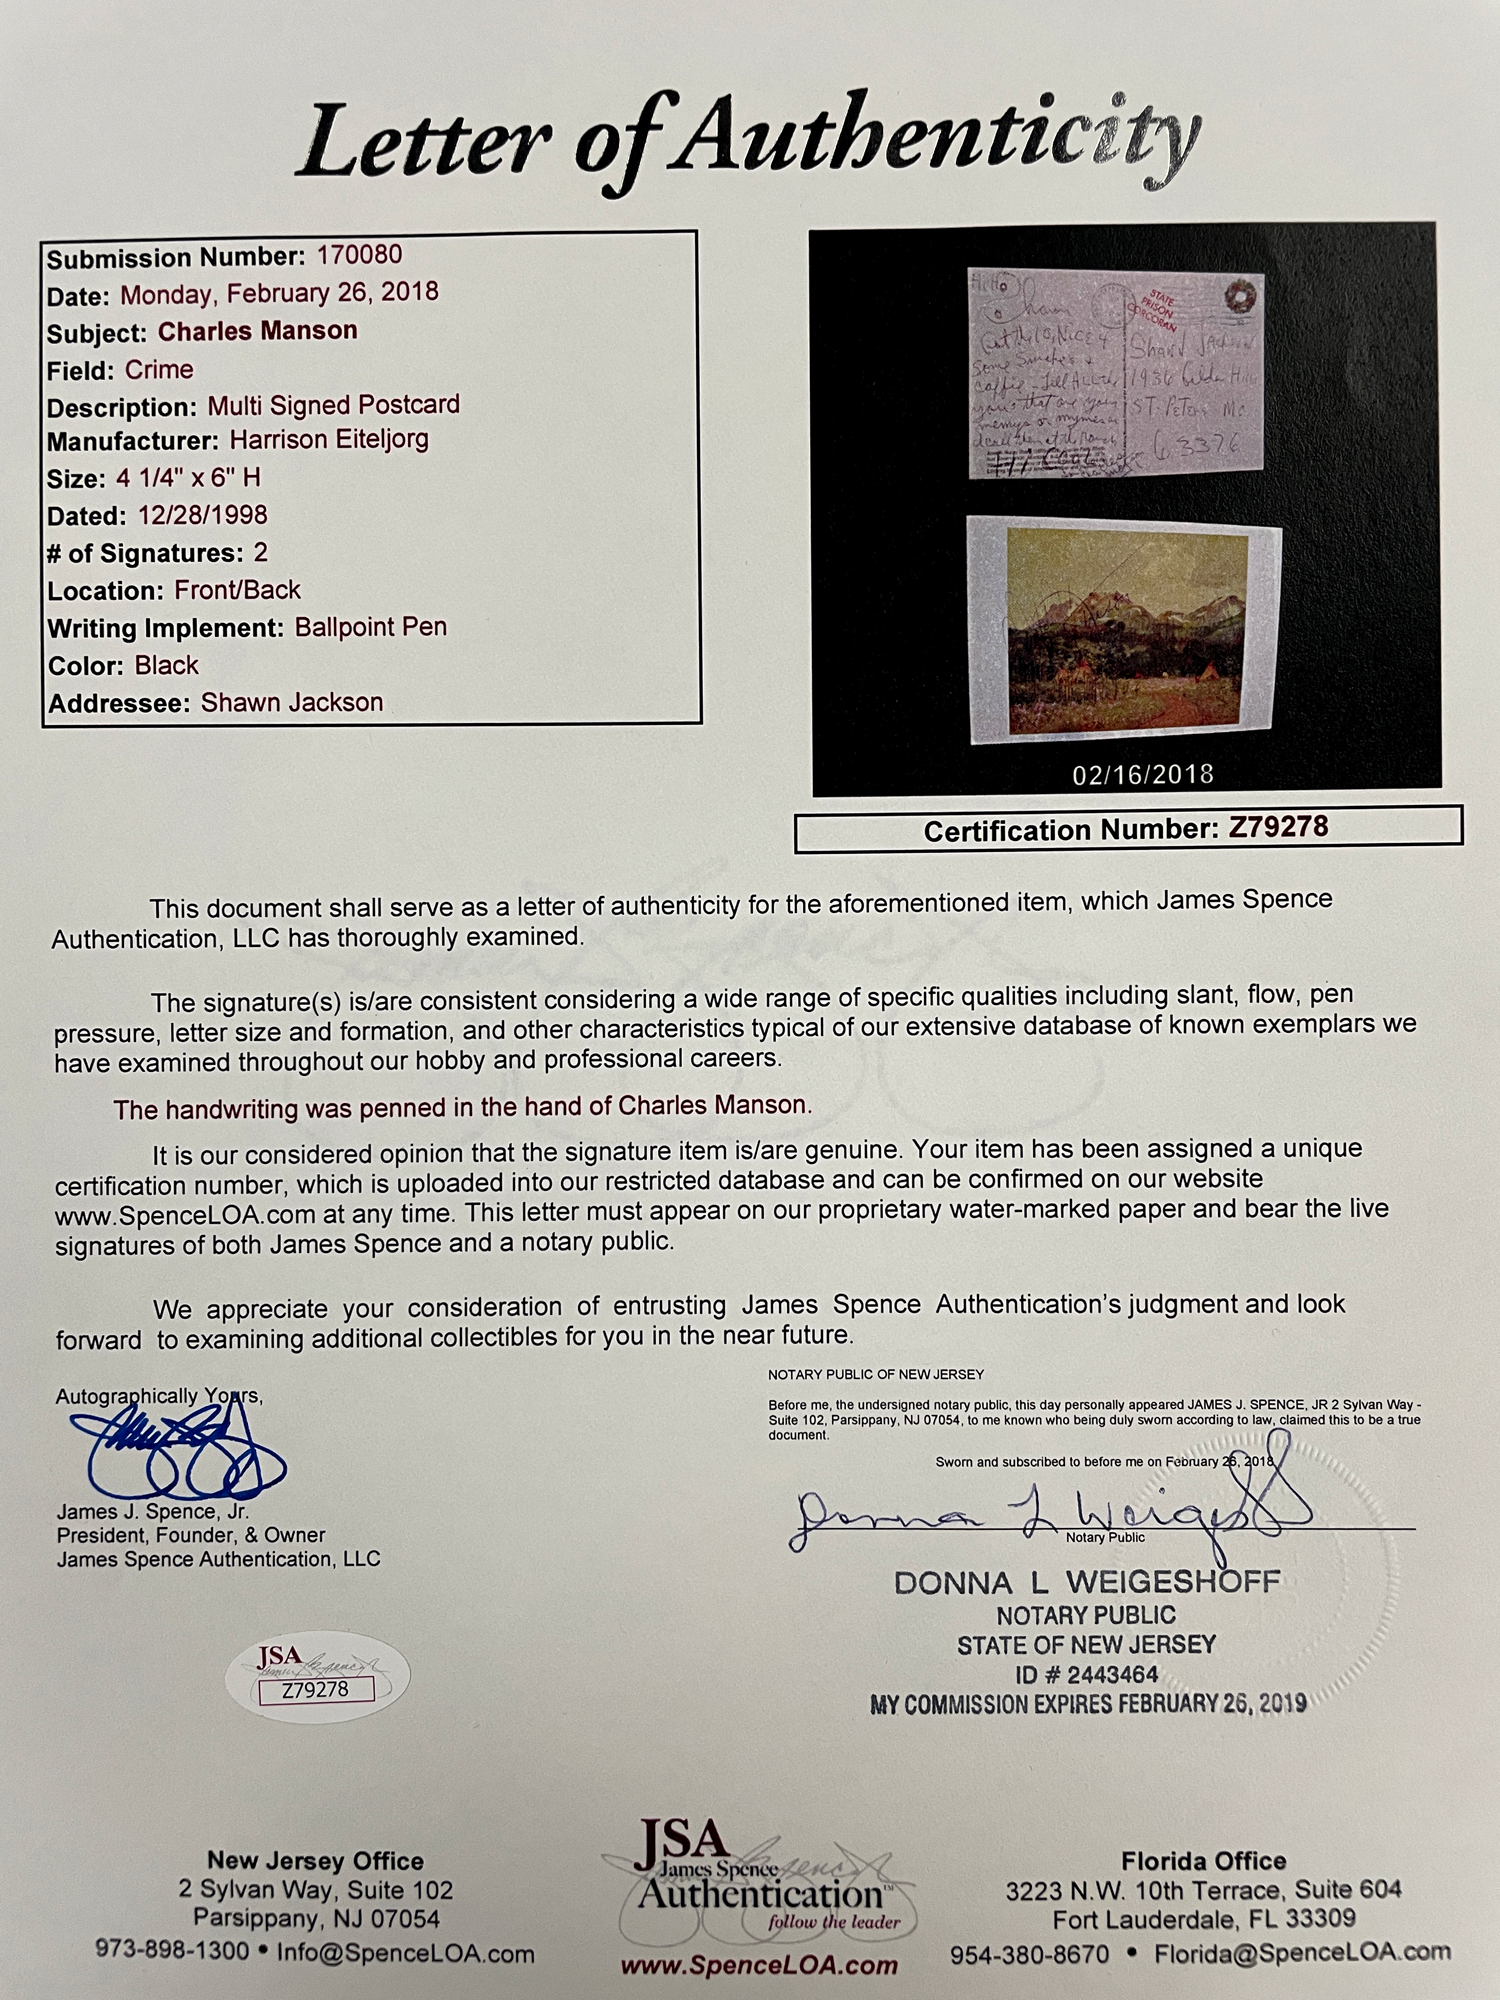 Letter of Authenticity
Submission Number: 170080
Date: Monday, February 26, 2018
Subject: Charles Manson
Field: Crime
Description: Multi Signed Postcard
Manufacturer: Harrison Eiteljorg
Size: 4 1/4" x 6" H
Dated: 12/28/1998
# of Signatures: 2
Location: Front/Back
Writing Implement: Ballpoint Pen
Color: Black
Addressee: Shawn Jackson
STATE
PRISON
CORCORAN
Shawn Jackson
1936
ST. Peters Mo
63376
02/16/2018
Certification Number: Z79278
This document shall serve as a letter of authenticity for the aforementioned item, which James Spence
Authentication, LLC has thoroughly examined.
The signature(s) is/are consistent considering a wide range of specific qualities including slant, flow, pen
pressure, letter size and formation, and other characteristics typical of our extensive database of known exemplars we
have examined throughout our hobby and professional careers.
The handwriting was penned in the hand of Charles Manson.
It is our considered opinion that the signature item is/are genuine. Your item has been assigned a unique
certification number, which is uploaded into our restricted database and can be confirmed on our website
www.SpenceLOA.com at any time. This letter must appear on our proprietary water-marked paper and bear the live
signatures of both James Spence and a notary public.
We appreciate your consideration of entrusting James Spence Authentication's judgment and look
forward to examining additional collectibles for you in the near future.
Autographically Yours,
James J. Spence, Jr.
President, Founder, & Owner
James Spence Authentication, LLC
NOTARY PUBLIC OF NEW JERSEY
Before me, the undersigned notary public, this day personally appeared JAMES J. SPENCE, JR 2 Sylvan Way -
Suite 102, Parsippany, NJ 07054, to me known who being duly sworn according to law, claimed this to be a true
document.
Sworn and subscribed to before me on February 26, 2018
Donna L Weigeshoff
Notary Public
DONNA L WEIGESHOFF
NOTARY PUBLIC
STATE OF NEW JERSEY
ID # 2443464
MY COMMISSION EXPIRES FEBRUARY 26, 2019
JSA
Z79278
New Jersey Office
2 Sylvan Way, Suite 102
Parsippany, NJ 07054
973-898-1300 • Info@SpenceLOA.com
JSA
James Spence
Authentication™
follow the leader
www.SpenceLOA.com
Florida Office
3223 N.W. 10th Terrace, Suite 604
Fort Lauderdale, FL 33309
954-380-8670 • Florida@SpenceLOA.com